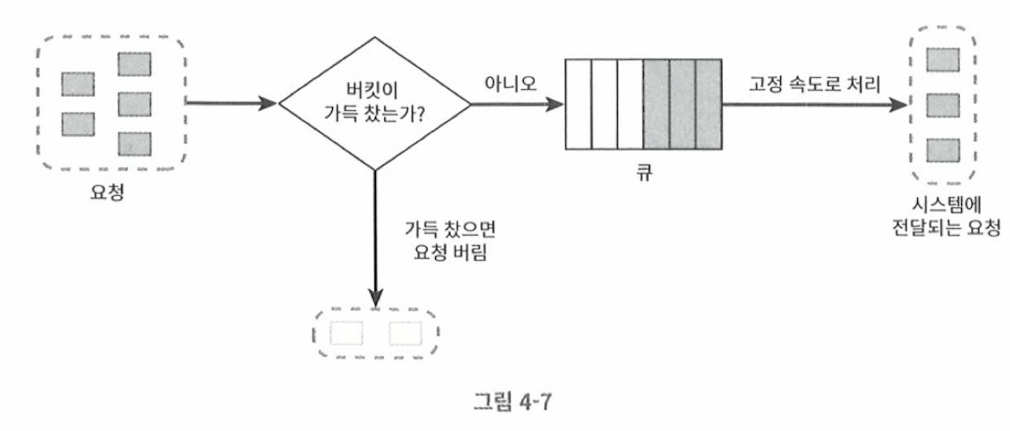 버킷이
가득 찼는가?
아니오
고정 속도로 처리
요청
큐
시스템에
전달되는 요청
가득 찼으면
요청 버림
그림 4-7